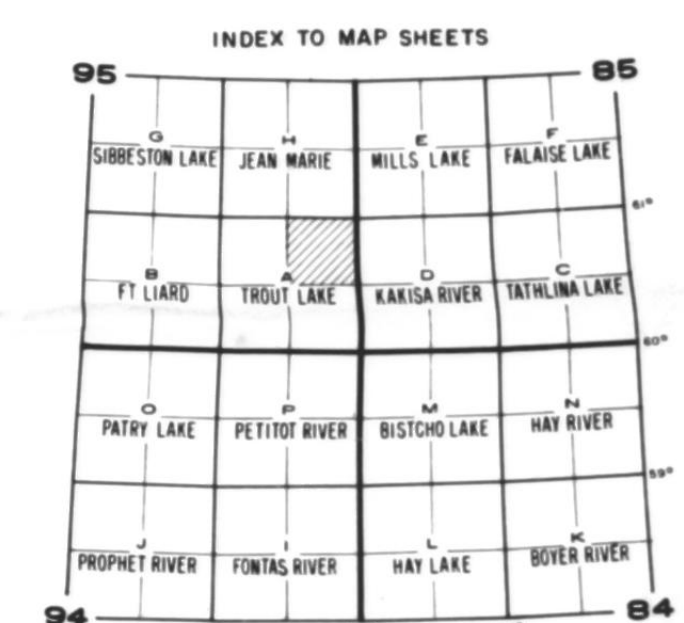 INDEX TO MAP SHEETS
95 85
G H E F
SIBBESTON LAKE JEAN MARIE MILLS LAKE FALAISE LAKE
61°
B A D C
FT LIARD TROUT LAKE KAKISA RIVER TATHLINA LAKE
60°
O P M N
PATRY LAKE PETITOT RIVER BISTCHO LAKE HAY RIVER
59°
J I L K
PROPHET RIVER FONTAS RIVER HAY LAKE BOYER RIVER
94 84